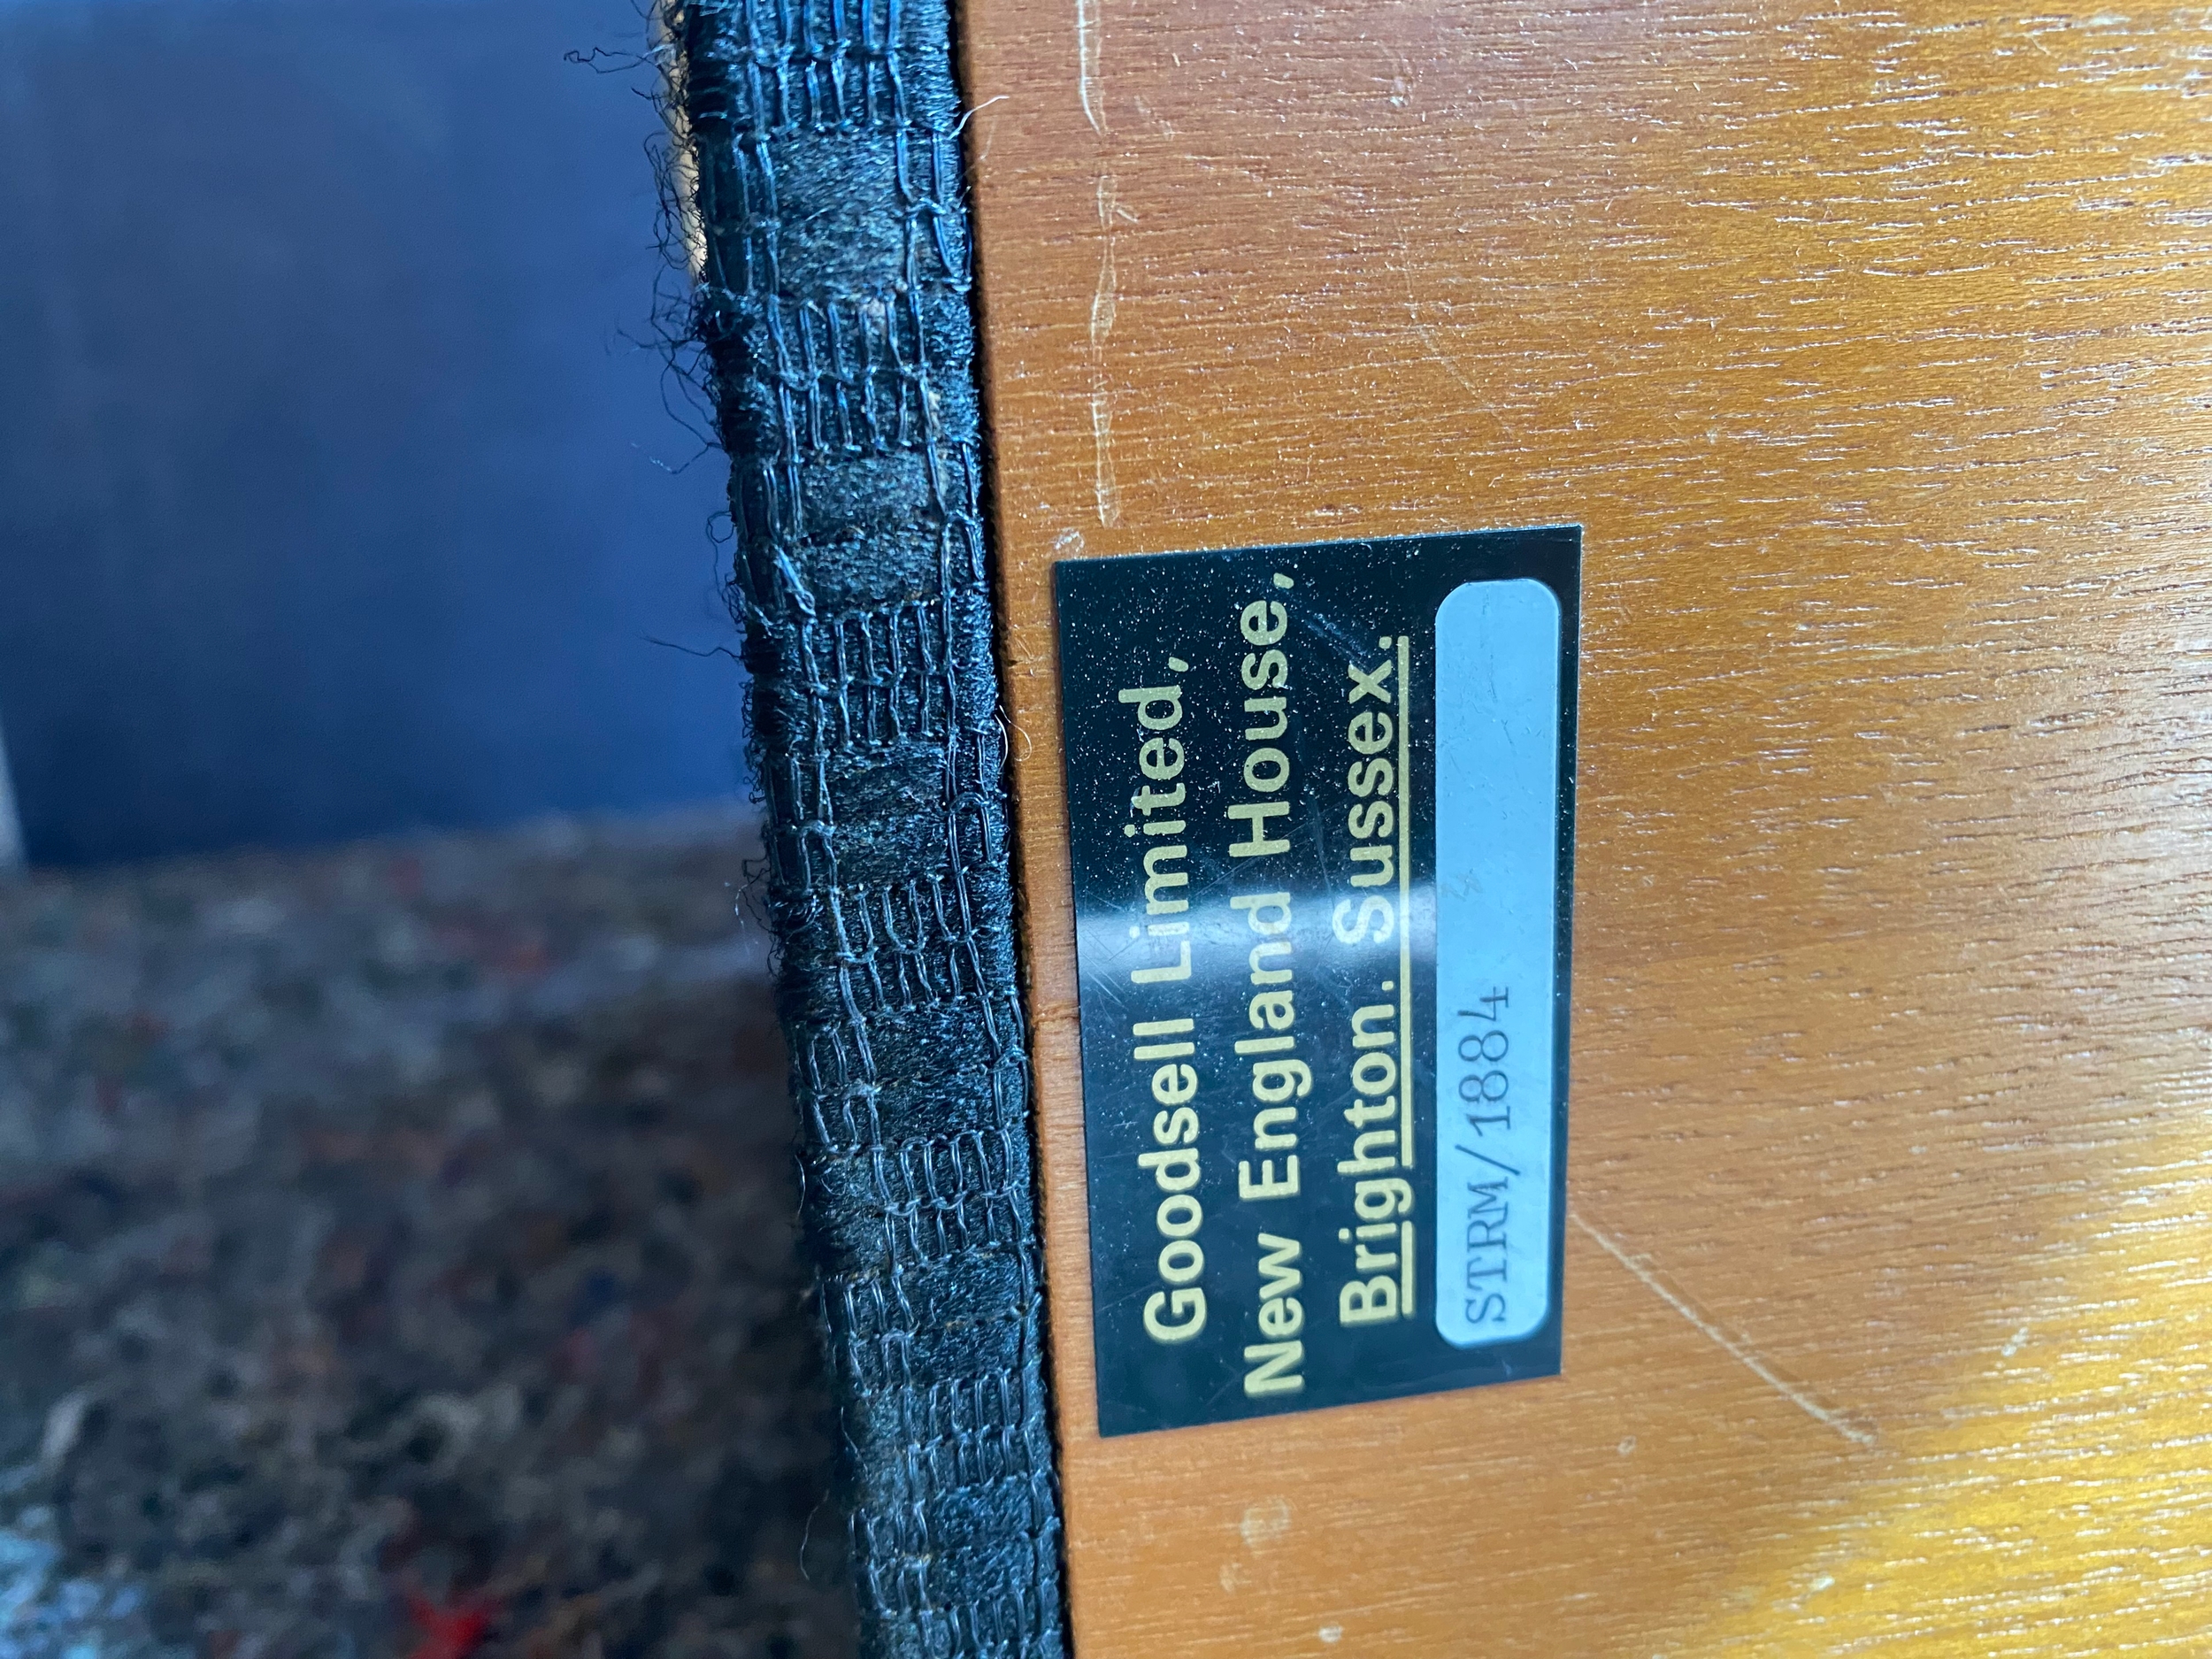 Goodsell Limited,
New England House,
Brighton. Sussex.
STRM/1884